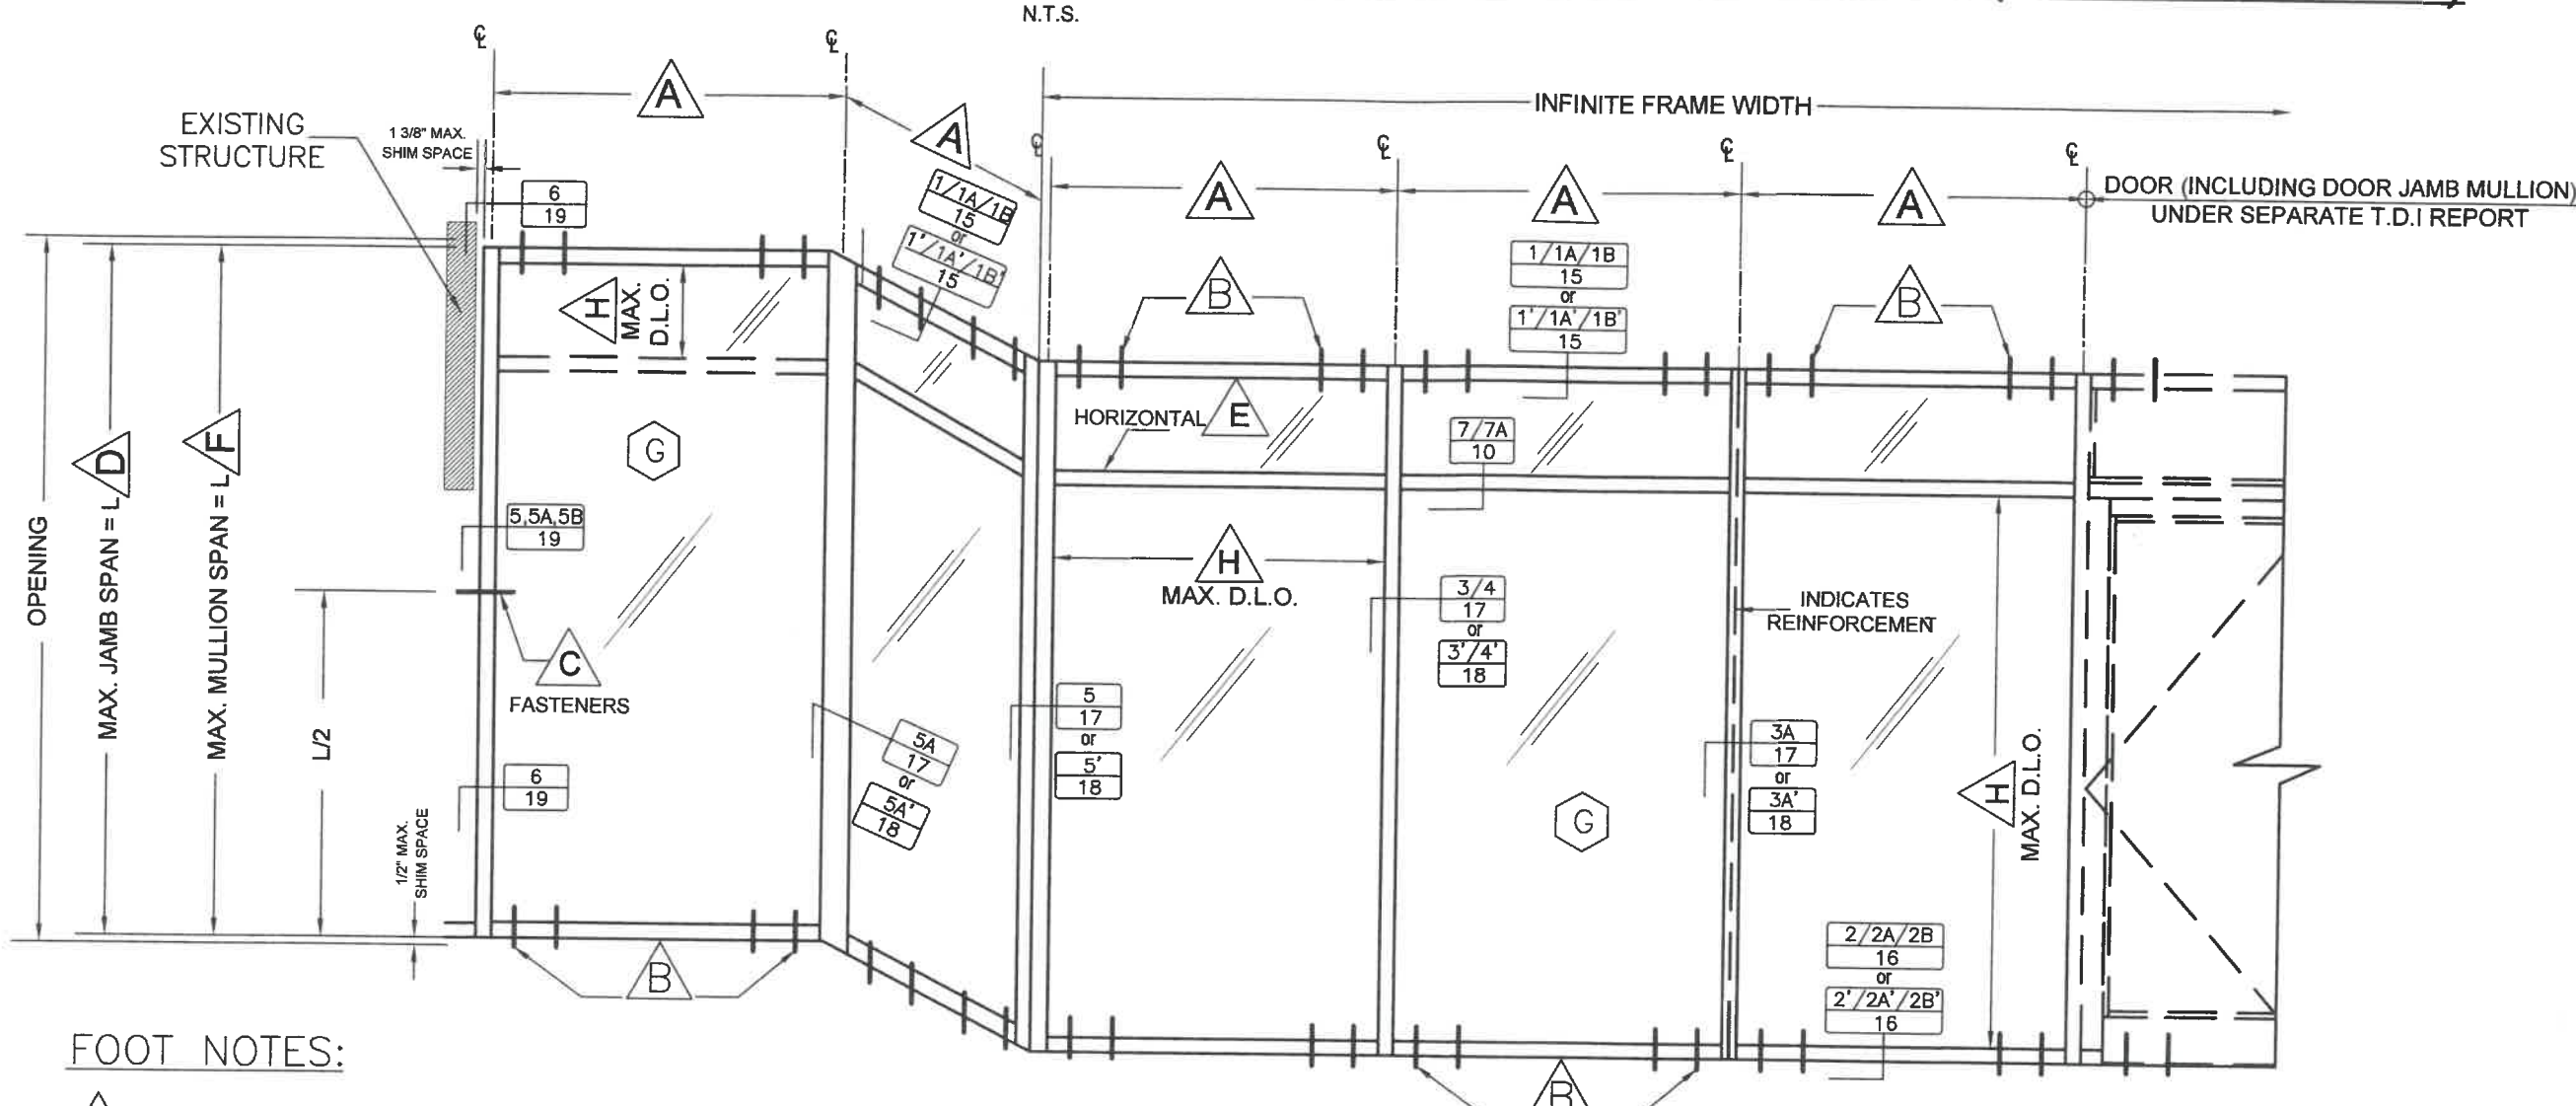 N.T.S.
℄
℄
A
INFINITE FRAME WIDTH
EXISTING
STRUCTURE
1 3/8" MAX.
SHIM SPACE
A
℄
℄
℄
℄
6
19
1/1A/1B
15
or
1'/1A'/1B'
15
A
A
A
DOOR (INCLUDING DOOR JAMB MULLION)
UNDER SEPARATE T.D.I REPORT
1/1A/1B
15
or
1'/1A'/1B'
15
H
MAX.
D.L.O.
B
B
HORIZONTAL
E
7/7A
10
G
OPENING
MAX. JAMB SPAN = L
D
MAX. MULLION SPAN = L
F
L/2
5,5A,5B
19
C
FASTENERS
H
MAX. D.L.O.
3/4
17
or
3'/4'
18
INDICATES
REINFORCEMENT
5
17
or
5'
18
5A
17
or
5A'
18
3A
17
or
3A'
18
H
MAX. D.L.O.
6
19
G
1/2" MAX.
SHIM SPACE
B
2/2A/2B
16
or
2'/2A'/2B'
16
B
FOOT NOTES: